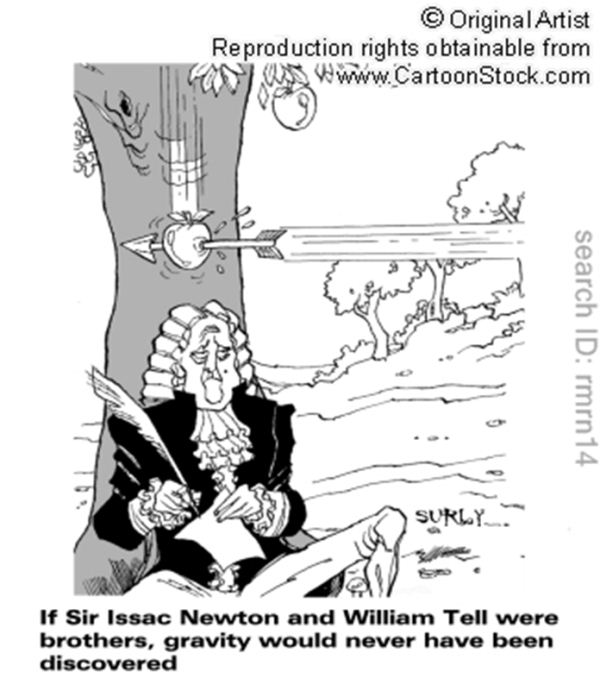 © Original Artist
Reproduction rights obtainable from
www.CartoonStock.com
search ID: rmrn14
SURLY
If Sir Issac Newton and William Tell were
brothers, gravity would never have been
discovered